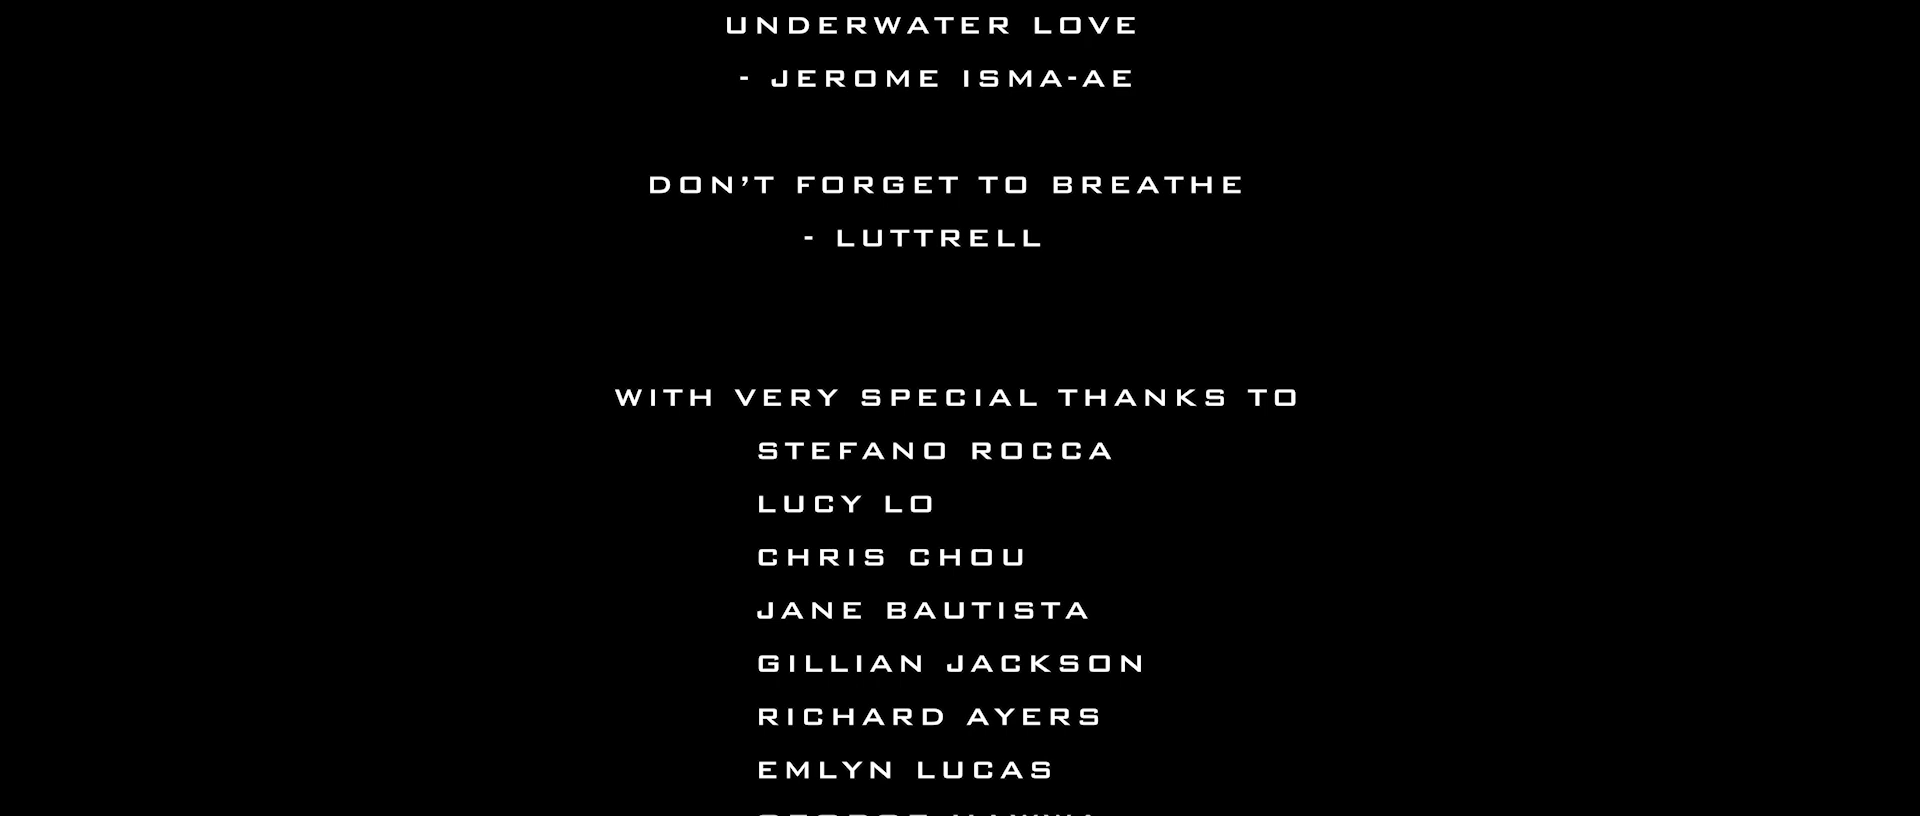 UNDERWATER LOVE
- JEROME ISMA-AE
DON'T FORGET TO BREATHE
- LUTTRELL
WITH VERY SPECIAL THANKS TO
STEFANO ROCCA
LUCY LO
CHRIS CHOU
JANE BAUTISTA
GILLIAN JACKSON
RICHARD AYERS
EMLYN LUCAS